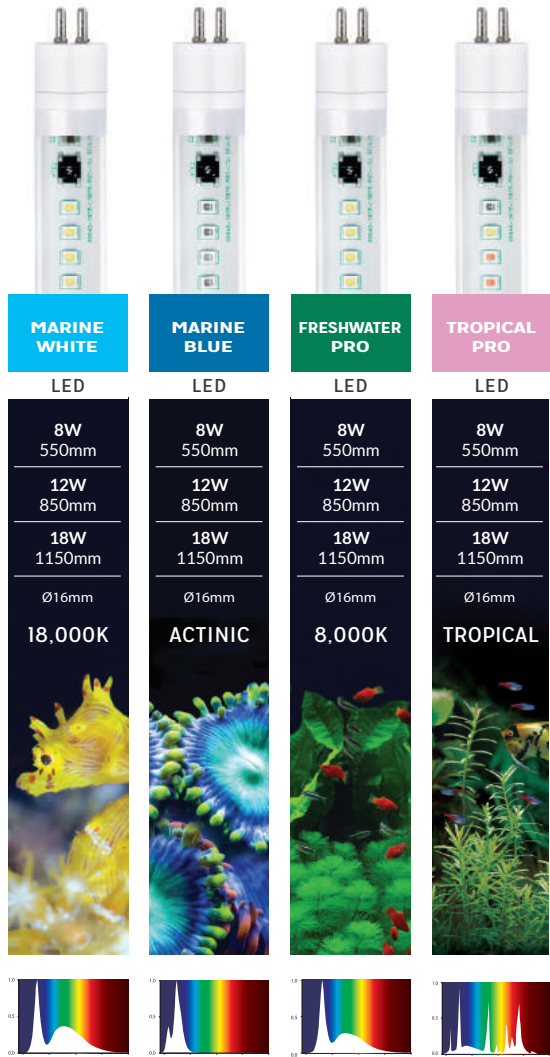 MARINE
WHITE
LED
8W
550mm
12W
850mm
18W
1150mm
Ø16mm
18,000K
1.0
0.5
0.0
MARINE
BLUE
LED
8W
550mm
12W
850mm
18W
1150mm
Ø16mm
ACTINIC
1.0
0.5
0.0
FRESHWATER
PRO
LED
8W
550mm
12W
850mm
18W
1150mm
Ø16mm
8,000K
1.0
0.5
0.0
TROPICAL
PRO
LED
8W
550mm
12W
850mm
18W
1150mm
Ø16mm
TROPICAL
1.0
0.5
0.0